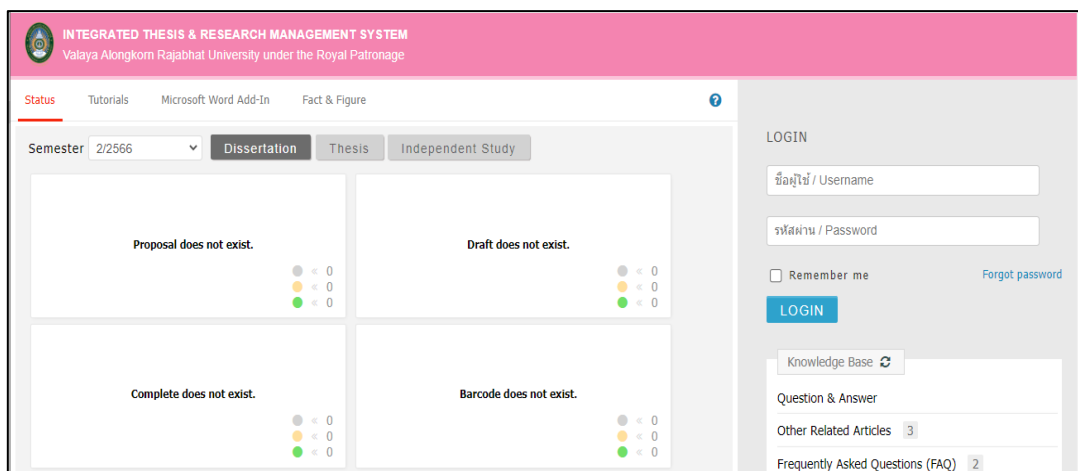 INTEGRATED THESIS & RESEARCH MANAGEMENT SYSTEM
Valaya Alongkorn Rajabhat University under the Royal Patronage
Status Tutorials Microsoft Word Add-In Fact & Figure ?
Semester 2/2566 Dissertation Thesis Independent Study
Proposal does not exist.
« 0
« 0
« 0
Draft does not exist.
« 0
« 0
« 0
Complete does not exist.
« 0
« 0
« 0
Barcode does not exist.
« 0
« 0
« 0
LOGIN
ชื่อผู้ใช้ / Username
รหัสผ่าน / Password
Remember me Forgot password
LOGIN
Knowledge Base
Question & Answer
Other Related Articles 3
Frequently Asked Questions (FAQ) 2